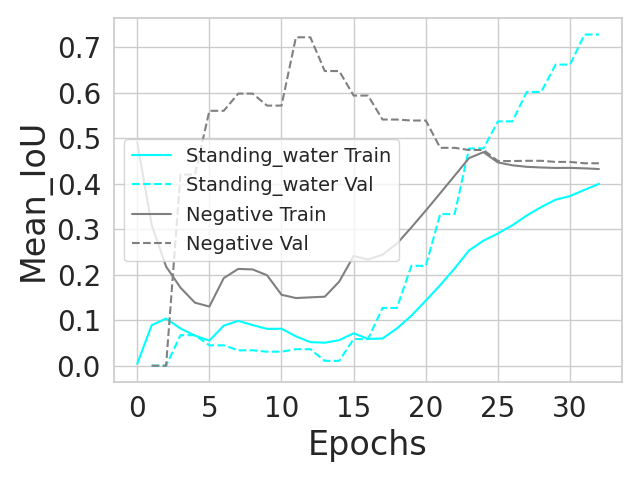 0.7
0.6
0.5
0.4
0.3
0.2
0.1
0.0
Mean_IoU
Standing_water Train
Standing_water Val
Negative Train
Negative Val
0 5 10 15 20 25 30
Epochs